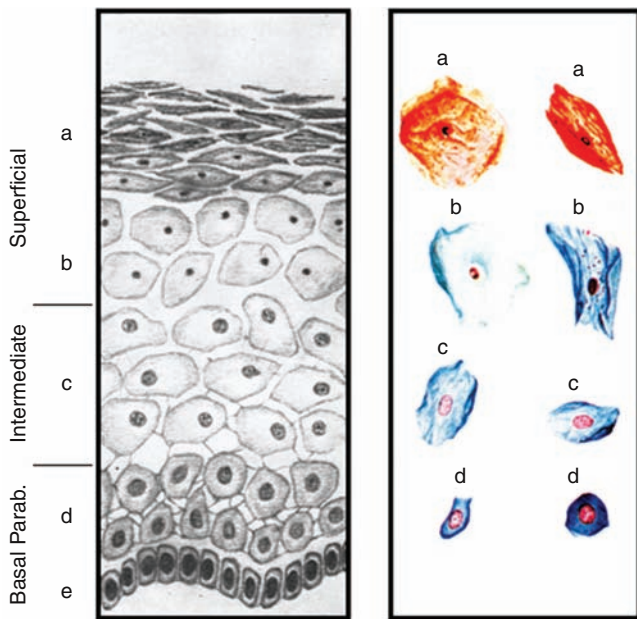 Superficial
a
b
Intermediate
c
Basal Parab.
d
e
a
a
b
b
c
c
d
d